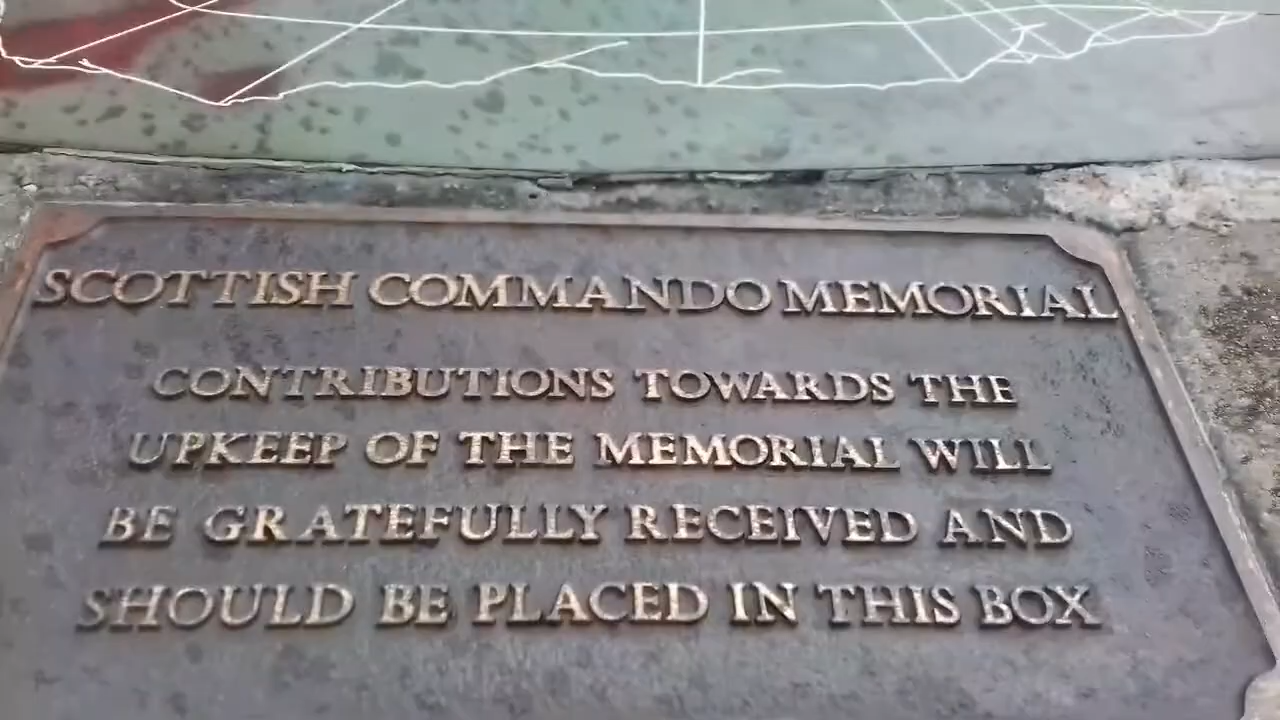 SCOTTISH COMMANDO MEMORIAL
CONTRIBUTIONS TOWARDS THE
UPKEEP OF THE MEMORIAL WILL
BE GRATEFULLY RECEIVED AND
SHOULD BE PLACED IN THIS BOX